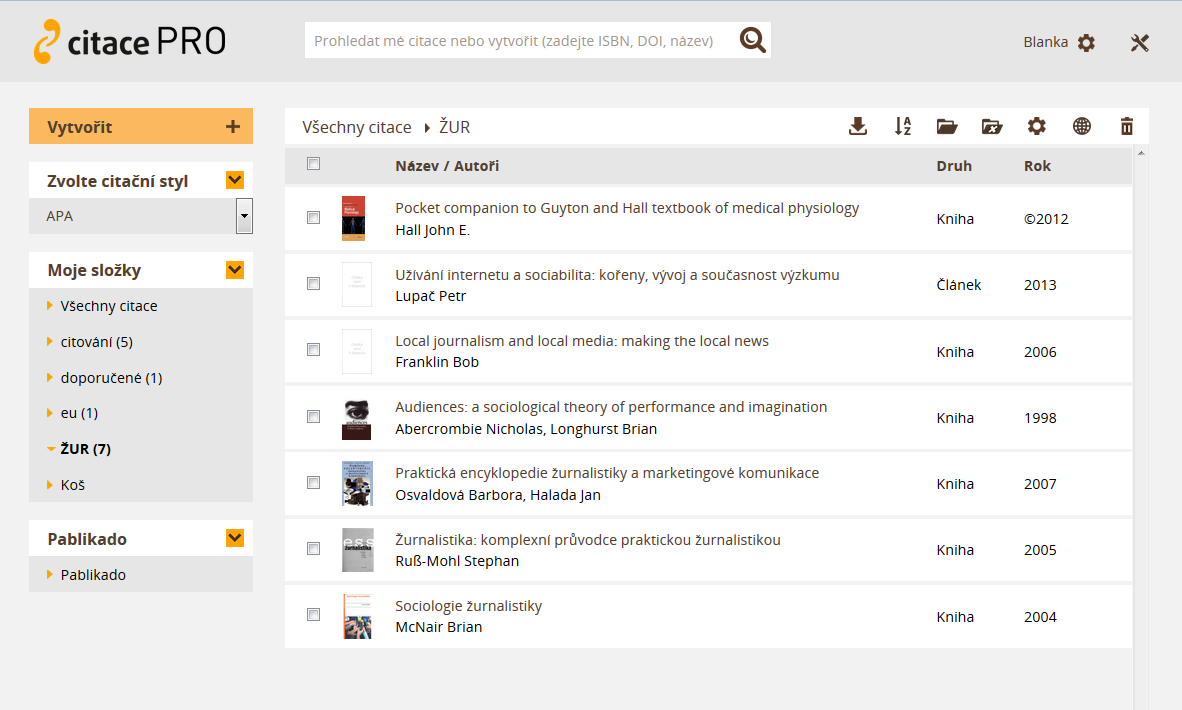 citace PRO
Prohledat mé citace nebo vytvořit (zadejte ISBN, DOI, název)
Blanka
Vytvořit +
Zvolte citační styl
APA
Moje složky
Všechny citace
citování (5)
doporučené (1)
eu (1)
ŽUR (7)
Koš
Pablikado
Pablikado
Všechny citace ŽUR
Název / Autoři Druh Rok
Pocket companion to Guyton and Hall textbook of medical physiology
Hall John E.
Kniha ©2012
Užívání internetu a sociabilita: kořeny, vývoj a současnost výzkumu
Lupač Petr
Článek 2013
Local journalism and local media: making the local news
Franklin Bob
Kniha 2006
Audiences: a sociological theory of performance and imagination
Abercrombie Nicholas, Longhurst Brian
Kniha 1998
Praktická encyklopedie žurnalistiky a marketingové komunikace
Osvaldová Barbora, Halada Jan
Kniha 2007
Žurnalistika: komplexní průvodce praktickou žurnalistikou
Ruß-Mohl Stephan
Kniha 2005
Sociologie žurnalistiky
McNair Brian
Kniha 2004